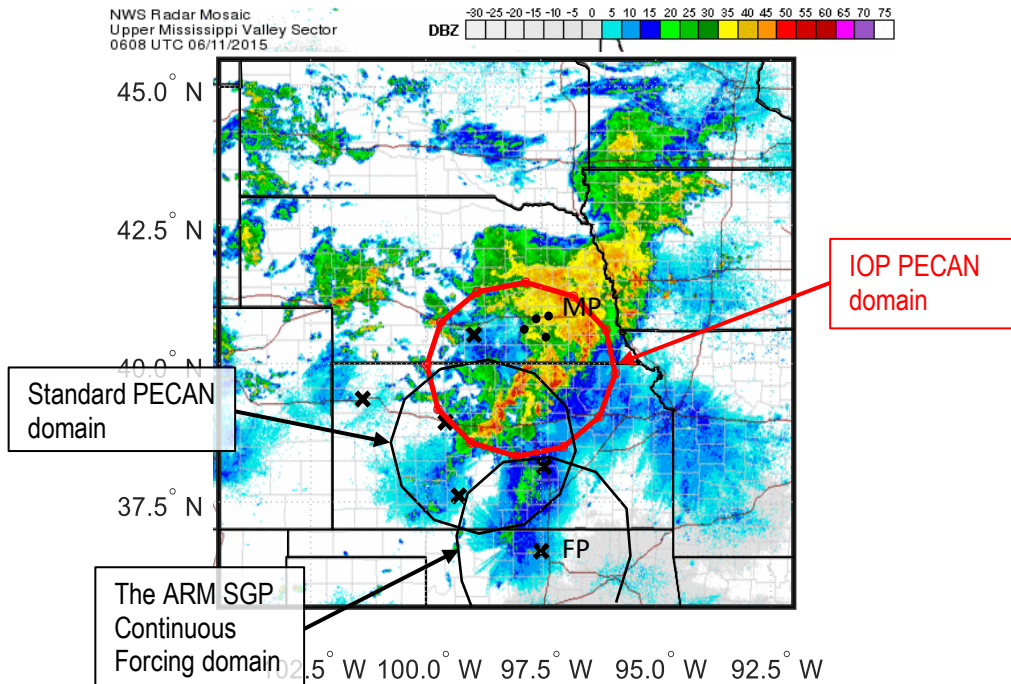 NWS Radar Mosaic
Upper Mississippi Valley Sector
0608 UTC 06/11/2015
DBZ
-30 -25 -20 -15 -10 -5 0 5 10 15 20 25 30 35 40 45 50 55 60 65 70 75
45.0° N
42.5° N
IOP PECAN
domain
MP
40.0° N
Standard PECAN
domain
37.5° N
FP
The ARM SGP
Continuous
Forcing domain
102.5° W 100.0° W 97.5° W 95.0° W 92.5° W